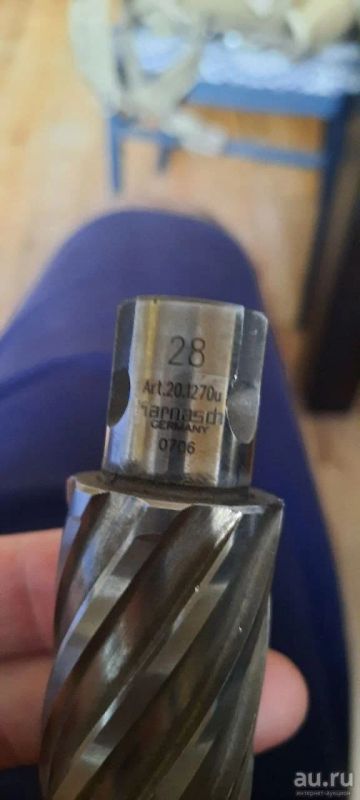 28
Art.20.1270u
karnasch
GERMANY
0706
au.ru
интернет-аукцион